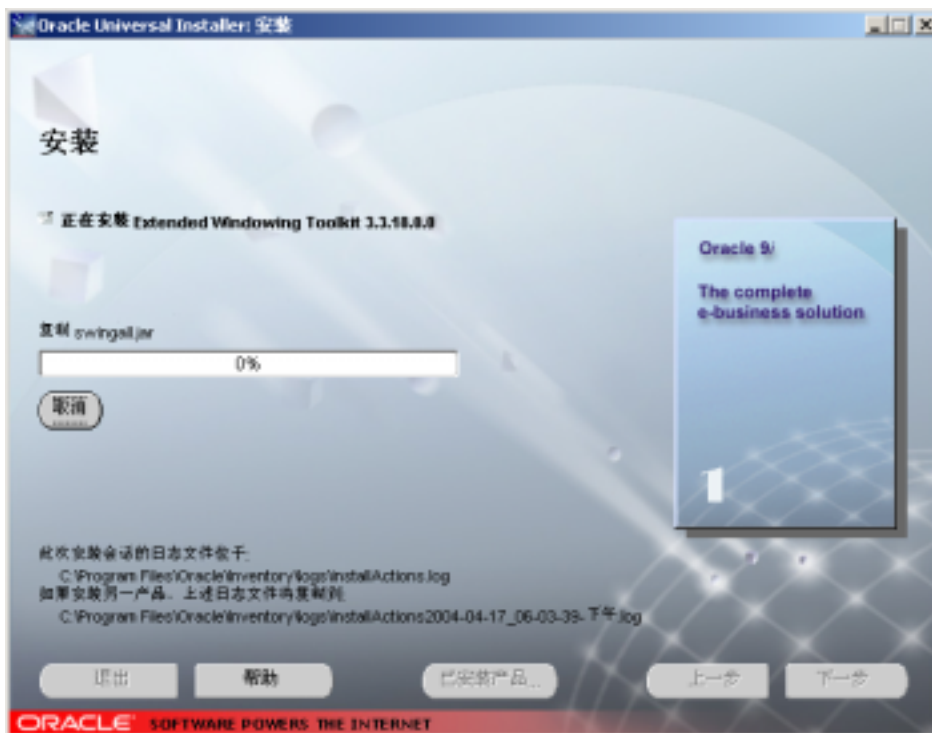 Oracle Universal Installer: 安装
安装
正在安装 Extended Windowing Toolkit 3.3.18.0.0
Oracle 9i
The complete
e-business solution
复制 swingall.jar
0%
取消
1
此次安装会话的日志文件位于:
C:\Program Files\Oracle\Inventory\logs\installActions.log
如果安装另一产品，上述日志文件将复制到:
C:\Program Files\Oracle\Inventory\logs\installActions2004-04-17_06-03-39-下午.log
退出
帮助
已安装产品...
上一步
下一步
ORACLE SOFTWARE POWERS THE INTERNET